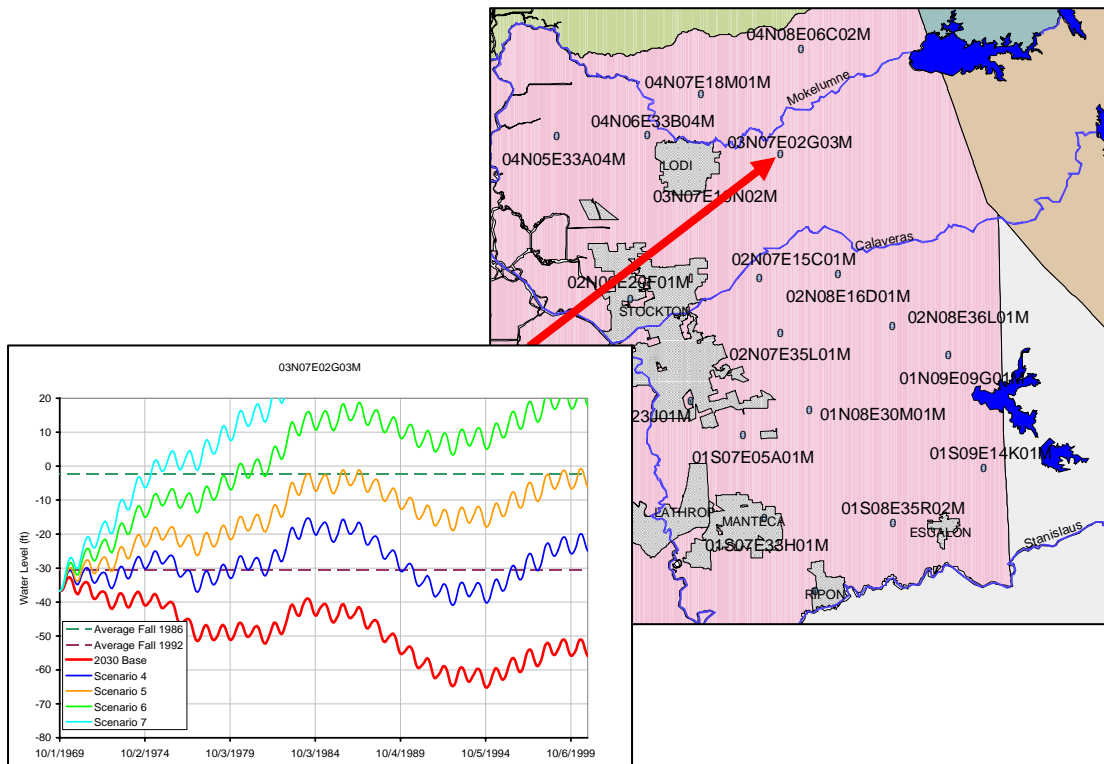 04N08E06C02M
04N07E18M01M
Mokelumne
04N06E33B04M
03N07E02G03M
04N05E33A04M
LODI
Calaveras
02N07E15C01M
02N08E16D01M
STOCKTON
02N08E36L01M
02N07E35L01M
01N09E09G01M
23J01M
01N08E30M01M
01S07E05A01M
01S09E14K01M
LATHROP
MANTECA
01S08E35R02M
ESCALON
01S07E33H01M
Stanislaus
RIPON
03N07E02G03M
20
10
0
-10
-20
-30
-40
-50
-60
-70
-80
Water Level (ft)
Average Fall 1986
Average Fall 1992
2030 Base
Scenario 4
Scenario 5
Scenario 6
Scenario 7
10/1/1969
10/2/1974
10/3/1979
10/3/1984
10/4/1989
10/5/1994
10/6/1999